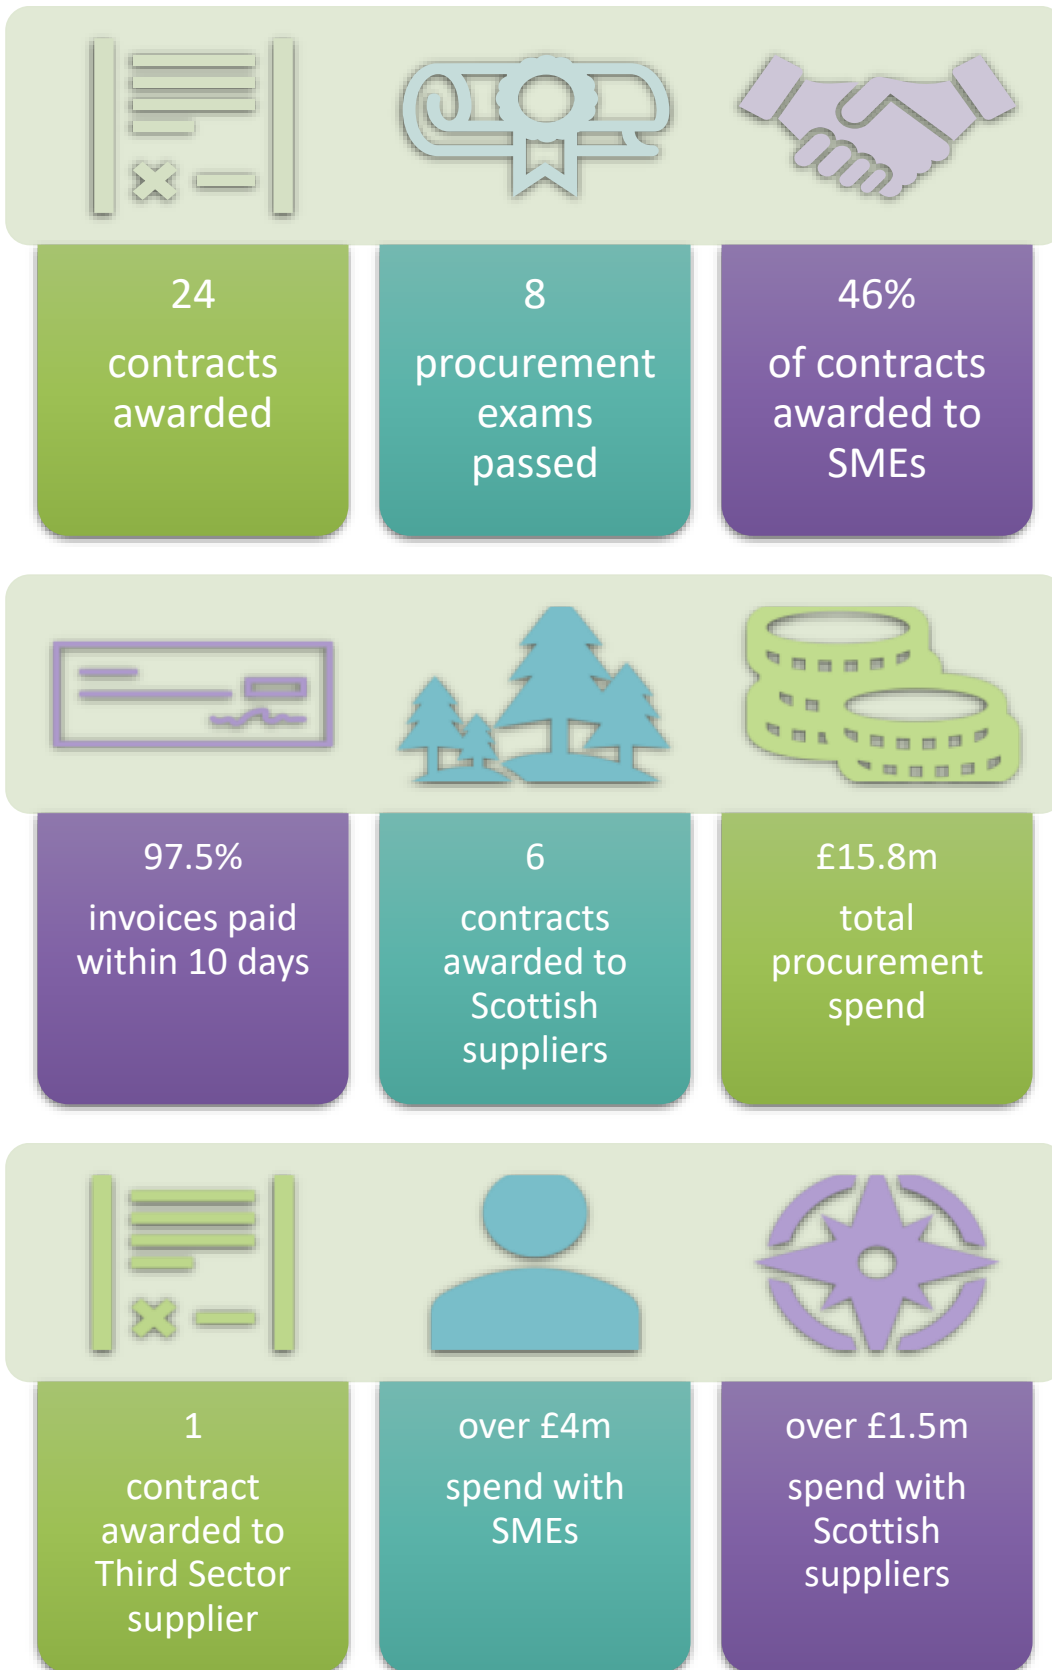 24
contracts
awarded
8
procurement
exams
passed
46%
of contracts
awarded to
SMEs
97.5%
invoices paid
within 10 days
6
contracts
awarded to
Scottish
suppliers
£15.8m
total
procurement
spend
1
contract
awarded to
Third Sector
supplier
over £4m
spend with
SMEs
over £1.5m
spend with
Scottish
suppliers